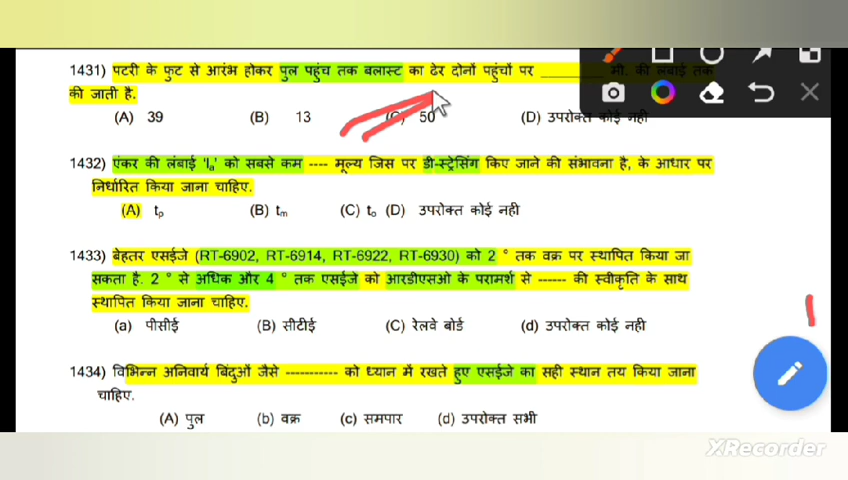 1431) पटरी के फुट से आरंभ होकर पुल पहुंच तक बलास्ट का ढेर दोनों पहुंचों पर ________ मी. की लंबाई तक
की जाती है.
(A) 39 (B) 13 (C) 50 (D) उपरोक्त कोई नही
1432) एंकर की लंबाई 'lₐ' को सबसे कम ---- मूल्य जिस पर डी-स्ट्रेसिंग किए जाने की संभावना है, के आधार पर
निर्धारित किया जाना चाहिए.
(A) tₚ (B) tₘ (C) tₒ (D) उपरोक्त कोई नही
1433) बेहतर एसईजे (RT-6902, RT-6914, RT-6922, RT-6930) को 2 ° तक वक्र पर स्थापित किया जा
सकता है. 2 ° से अधिक और 4 ° तक एसईजे को आरडीएसओ के परामर्श से ------ की स्वीकृति के साथ
स्थापित किया जाना चाहिए.
(a) पीसीई (B) सीटीई (C) रेलवे बोर्ड (d) उपरोक्त कोई नही
1434) विभिन्न अनिवार्य बिंदुओं जैसे ----------- को ध्यान में रखते हुए एसईजे का सही स्थान तय किया जाना
चाहिए.
(A) पुल (b) वक्र (c) समपार (d) उपरोक्त सभी
XRecorder